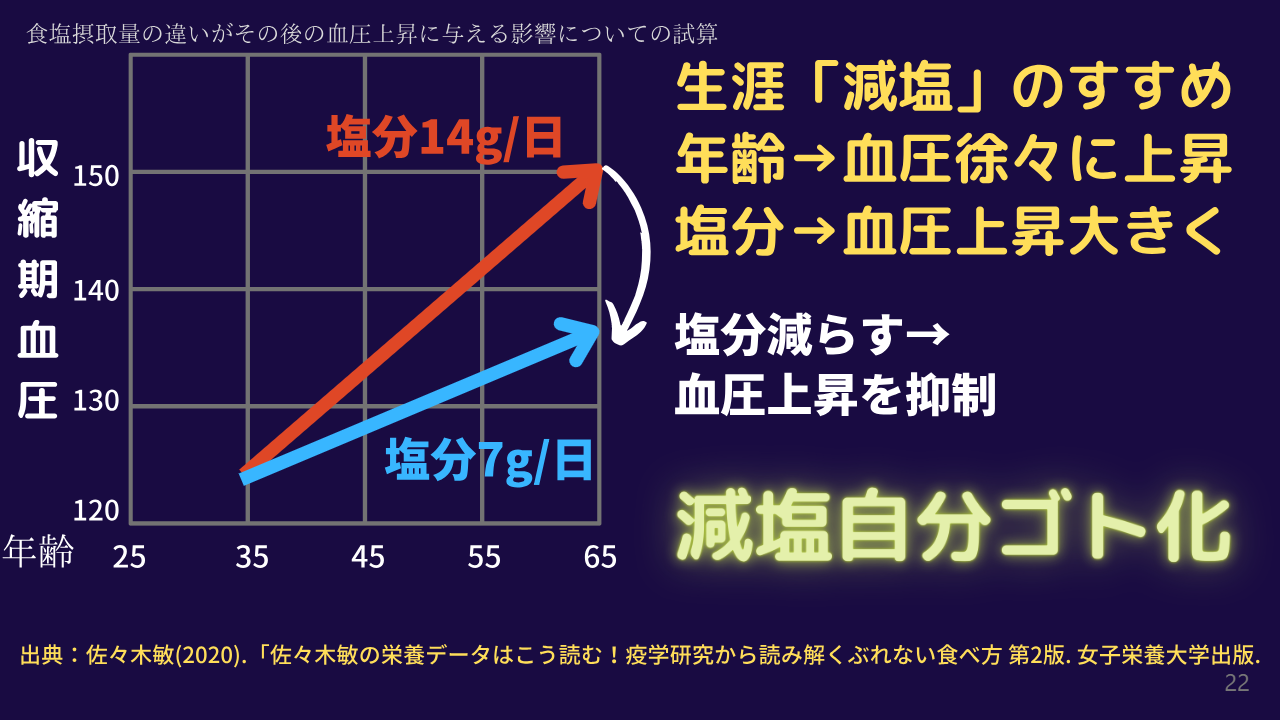 食塩摂取量の違いがその後の血圧上昇に与える影響についての試算
収縮期血圧
150
140
130
120
年齢
25 35 45 55 65
塩分14g/日
塩分7g/日
生涯「減塩」のすすめ
年齢→血圧徐々に上昇
塩分→血圧上昇大きく
塩分減らす→
血圧上昇を抑制
減塩自分ゴト化
出典：佐々木敏(2020).「佐々木敏の栄養データはこう読む！疫学研究から読み解くぶれない食べ方 第2版. 女子栄養大学出版.
22